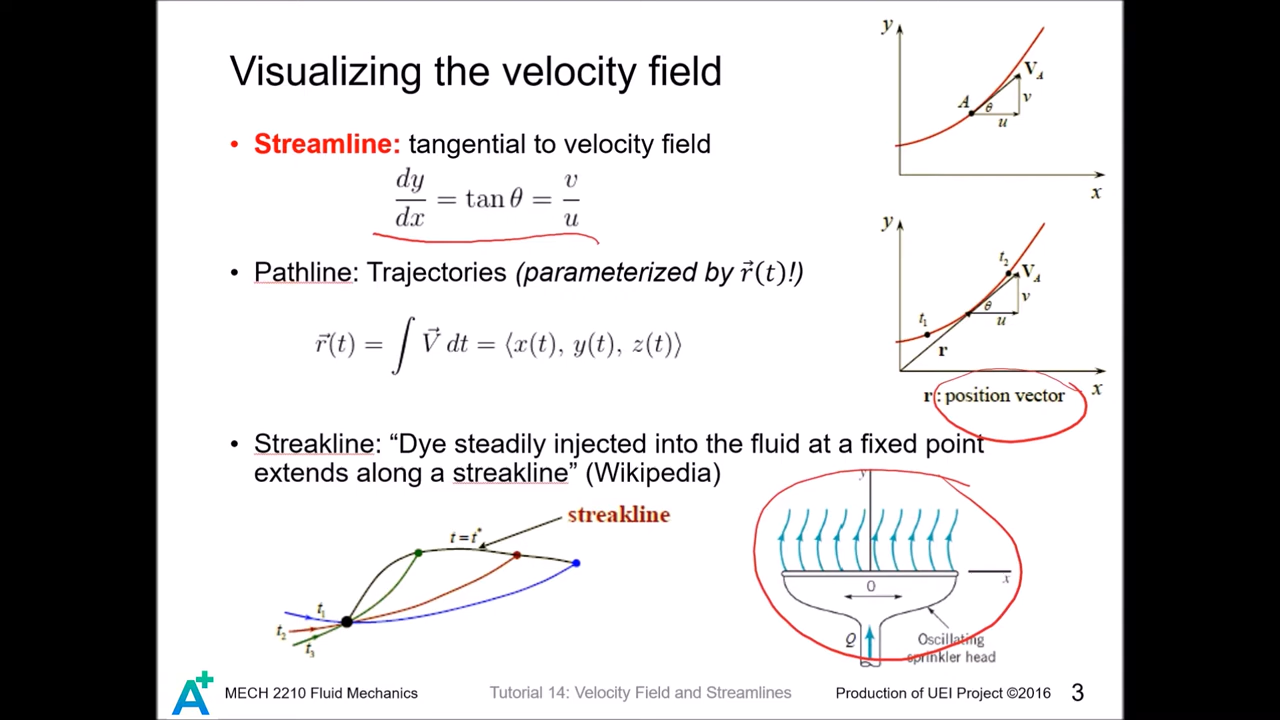 Visualizing the velocity field
• Streamline: tangential to velocity field
dy/dx = tan θ = v/u
• Pathline: Trajectories (parameterized by r⃗(t)!)
r⃗(t) = ∫ V⃗ dt = ⟨x(t), y(t), z(t)⟩
• Streakline: “Dye steadily injected into the fluid at a fixed point
extends along a streakline” (Wikipedia)
y
A
θ
V_A
v
u
x
y
t₁
t₂
V_A
v
θ
u
r
x
r : position vector
streakline
t = t*
t₁
t₂
t₃
y
x
0
Q
Oscillating
sprinkler head
A+
MECH 2210 Fluid Mechanics
Tutorial 14: Velocity Field and Streamlines
Production of UEI Project ©2016
3